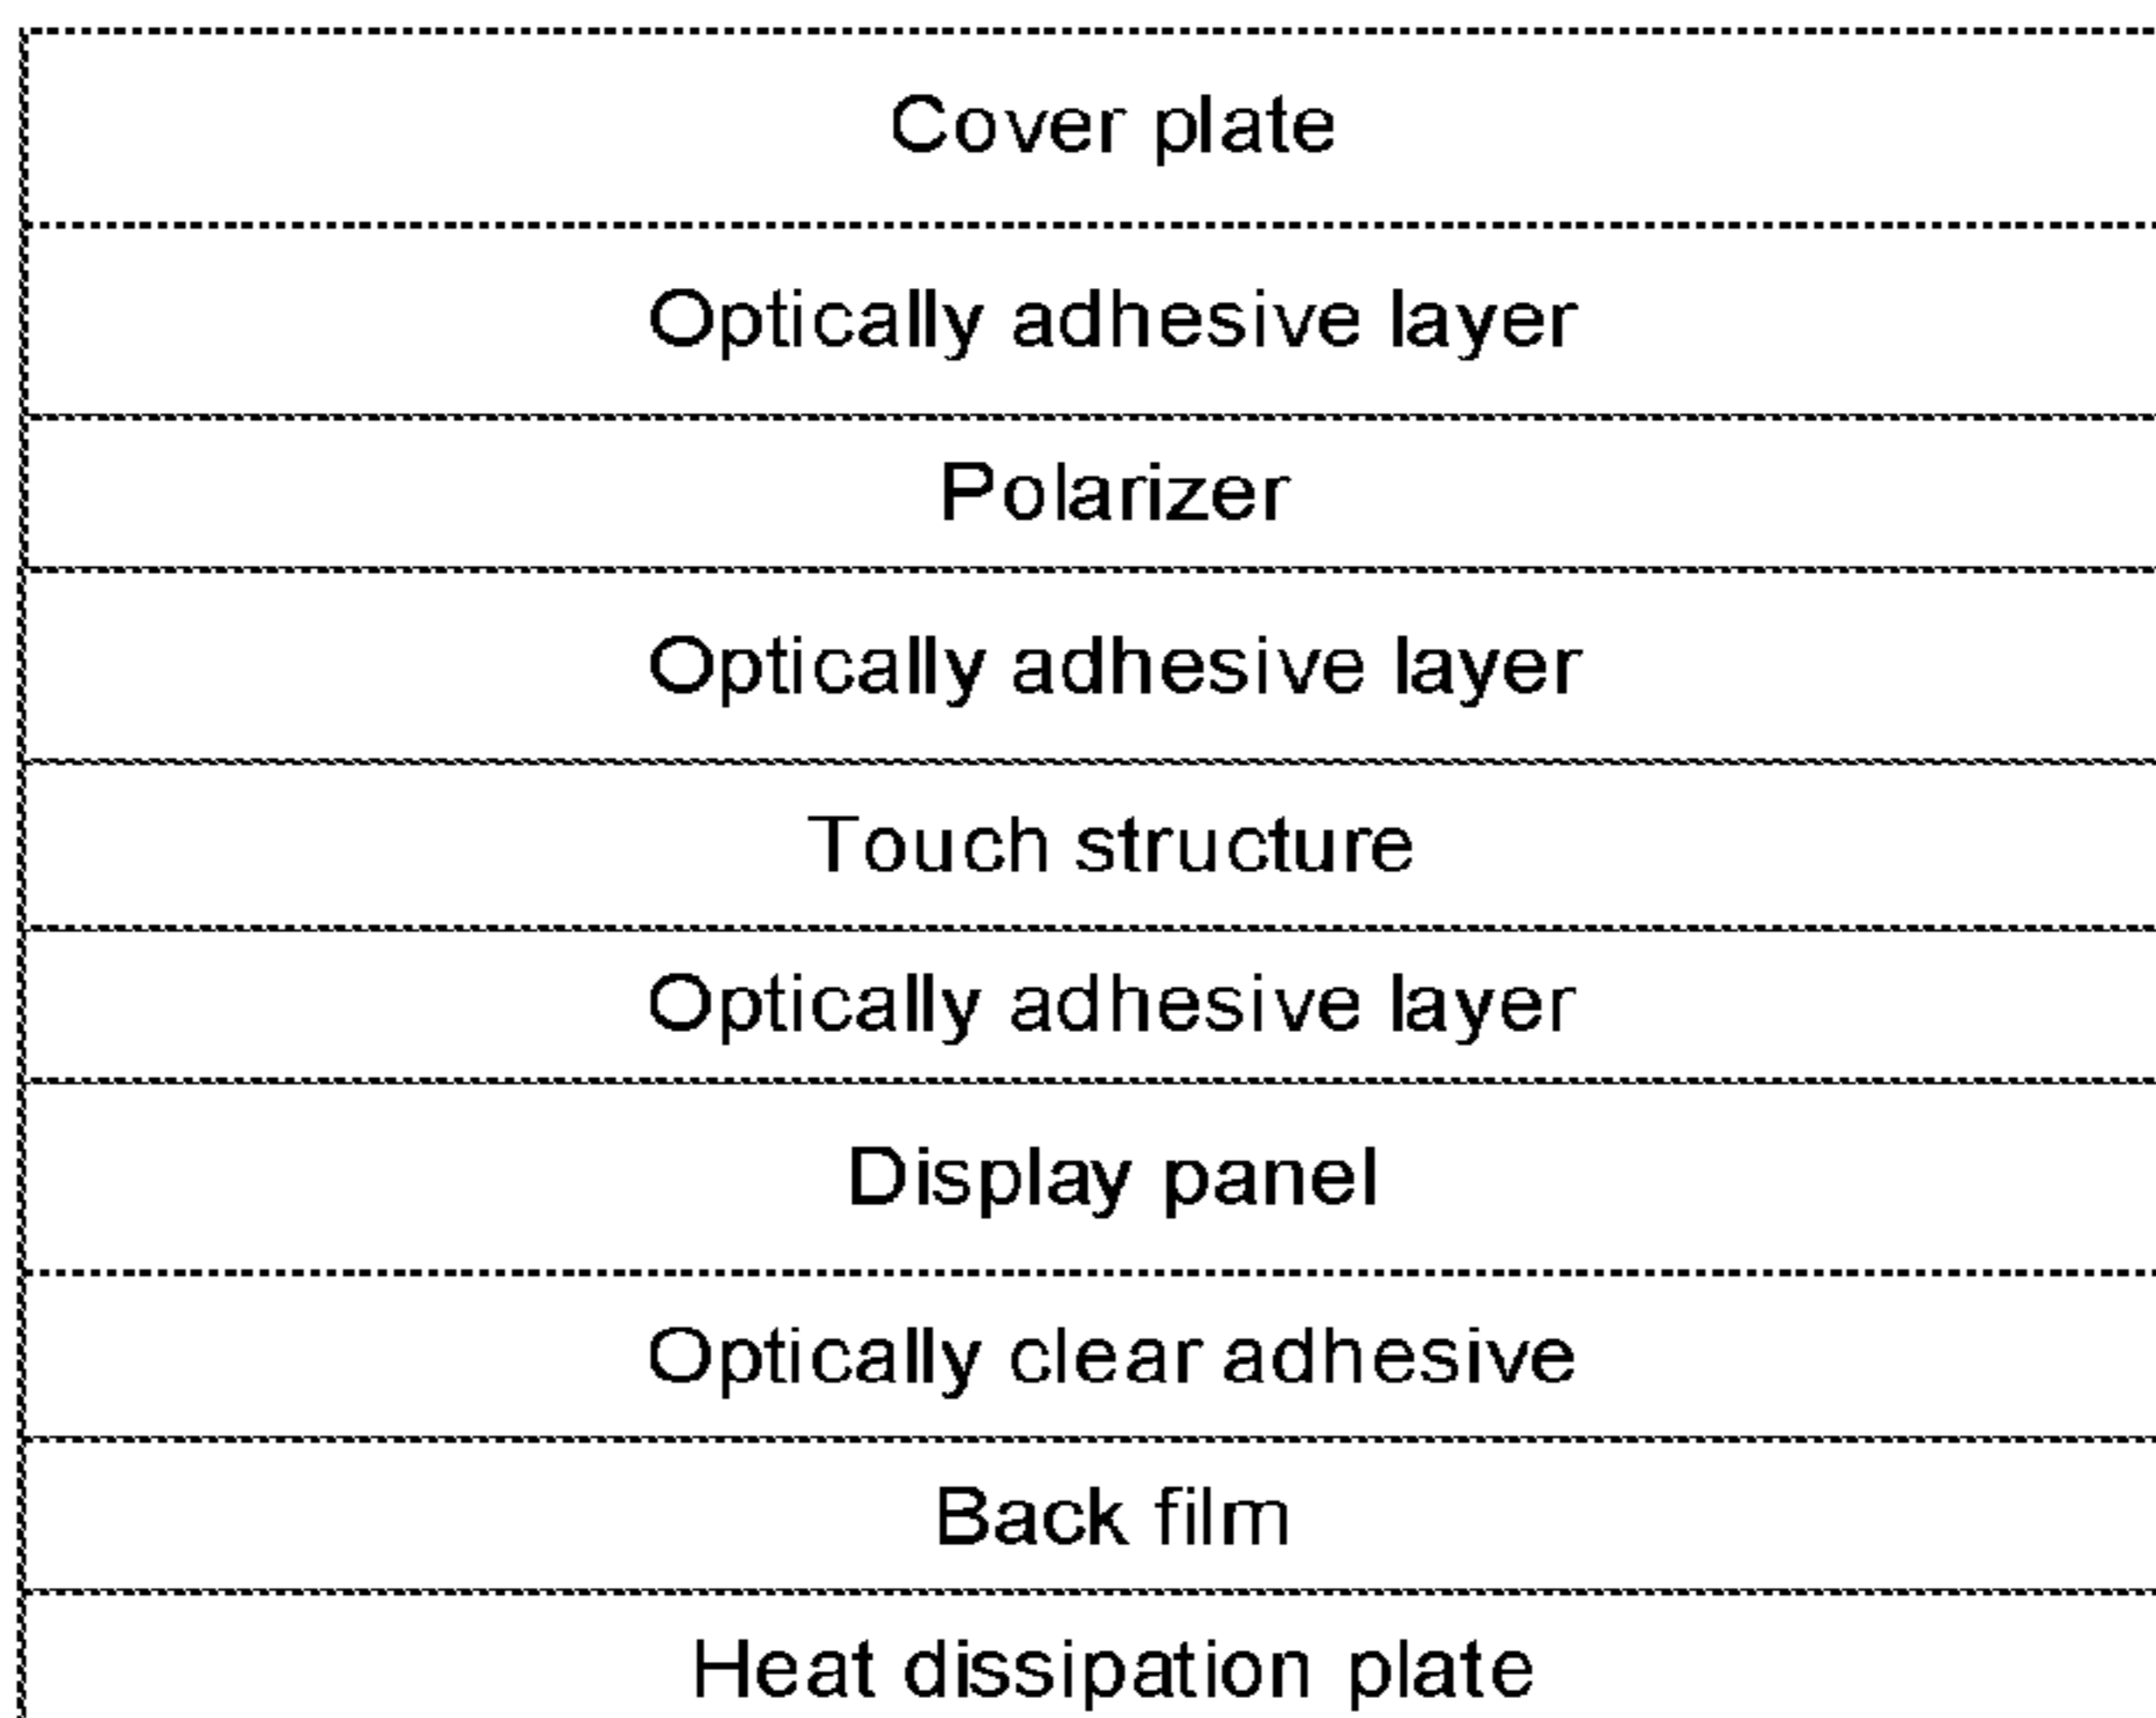 Cover plate
Optically adhesive layer
Polarizer
Optically adhesive layer
Touch structure
Optically adhesive layer
Display panel
Optically clear adhesive
Back film
Heat dissipation plate